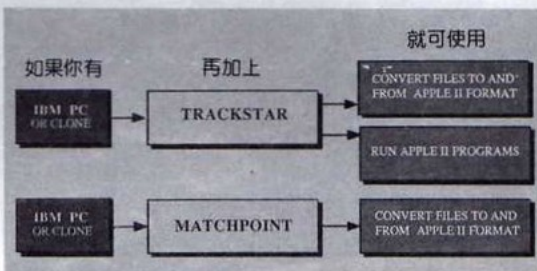 如果你有
再加上
就可使用
IBM PC
OR CLONE
TRACKSTAR
CONVERT FILES TO AND
FROM APPLE II FORMAT
RUN APPLE II PROGRAMS
IBM PC
OR CLONE
MATCHPOINT
CONVERT FILES TO AND
FROM APPLE II FORMAT